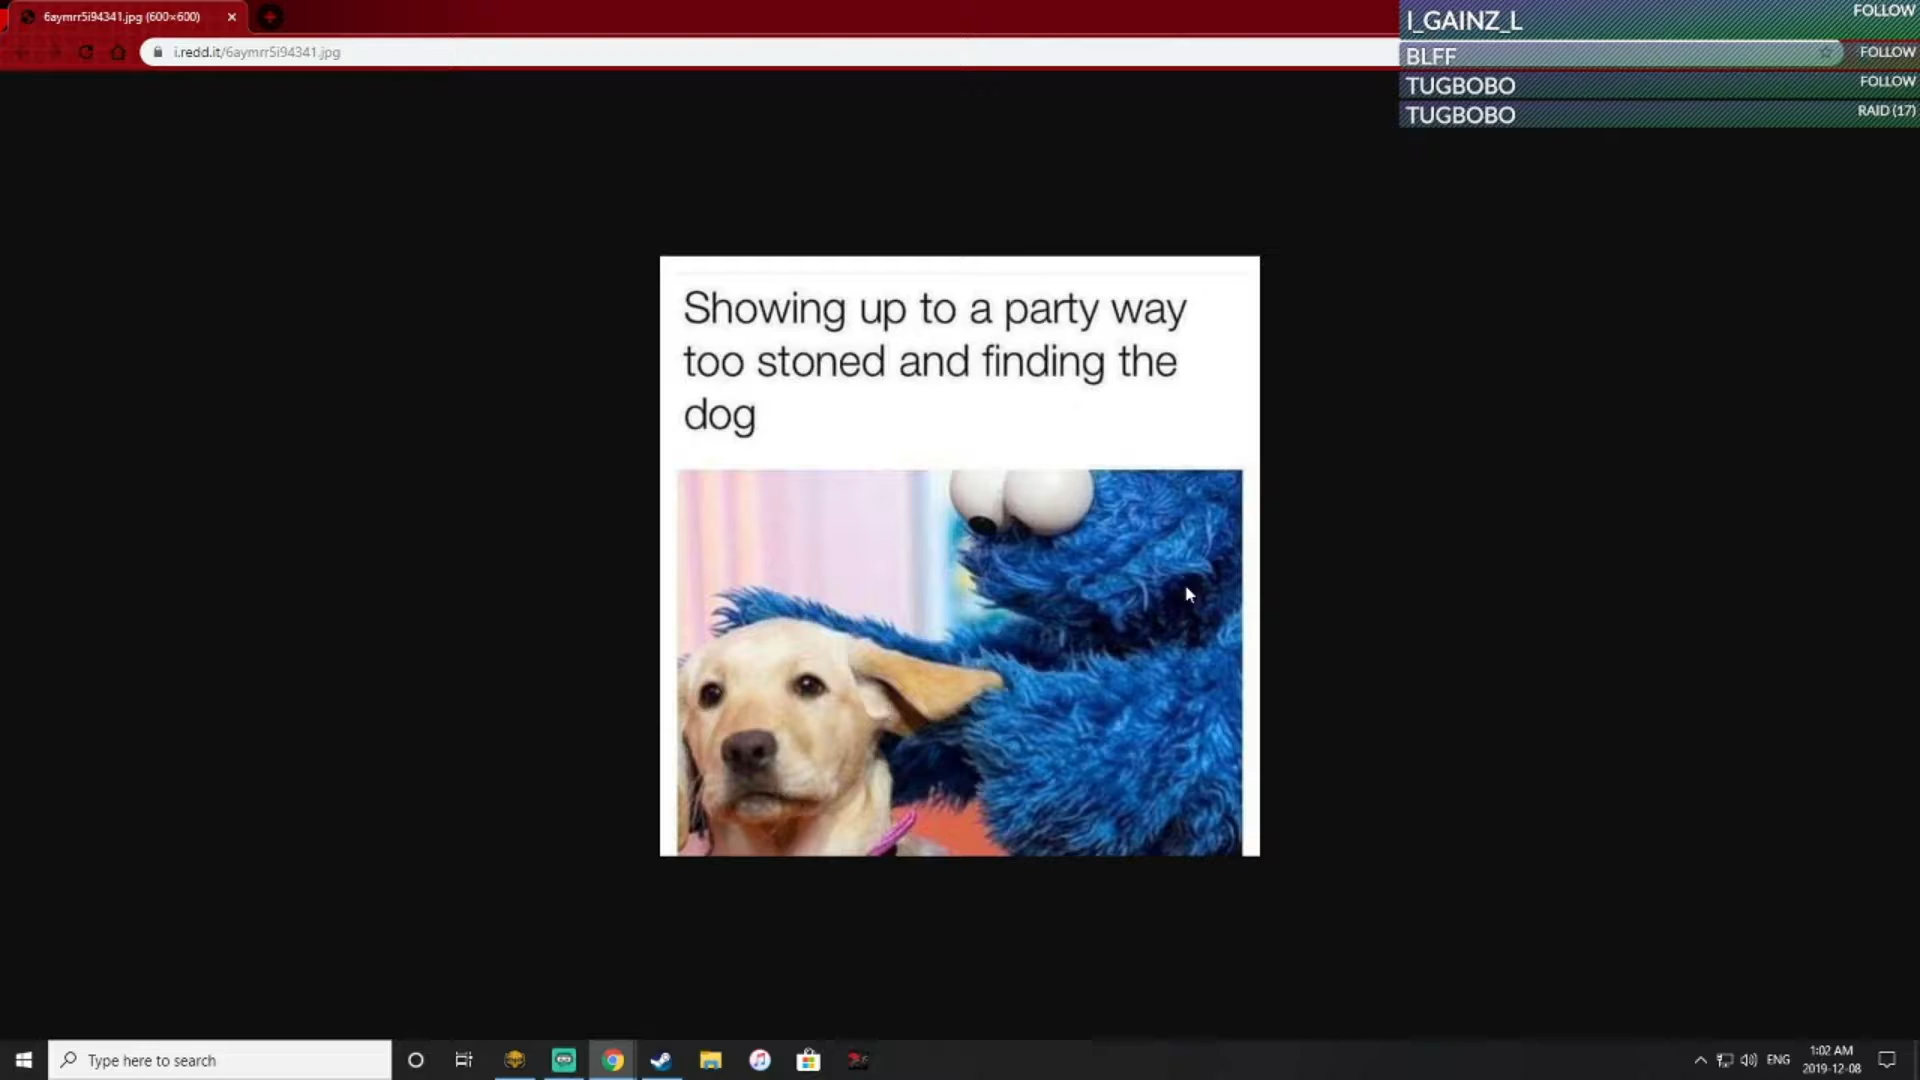 6aymrr5i94341.jpg (600×600)
I_GAINZ_L FOLLOW
i.redd.it/6aymrr5i94341.jpg
BLFF FOLLOW
TUGBOBO FOLLOW
TUGBOBO RAID (17)
Showing up to a party way
too stoned and finding the
dog
Type here to search
ENG
1:02 AM
2019-12-08